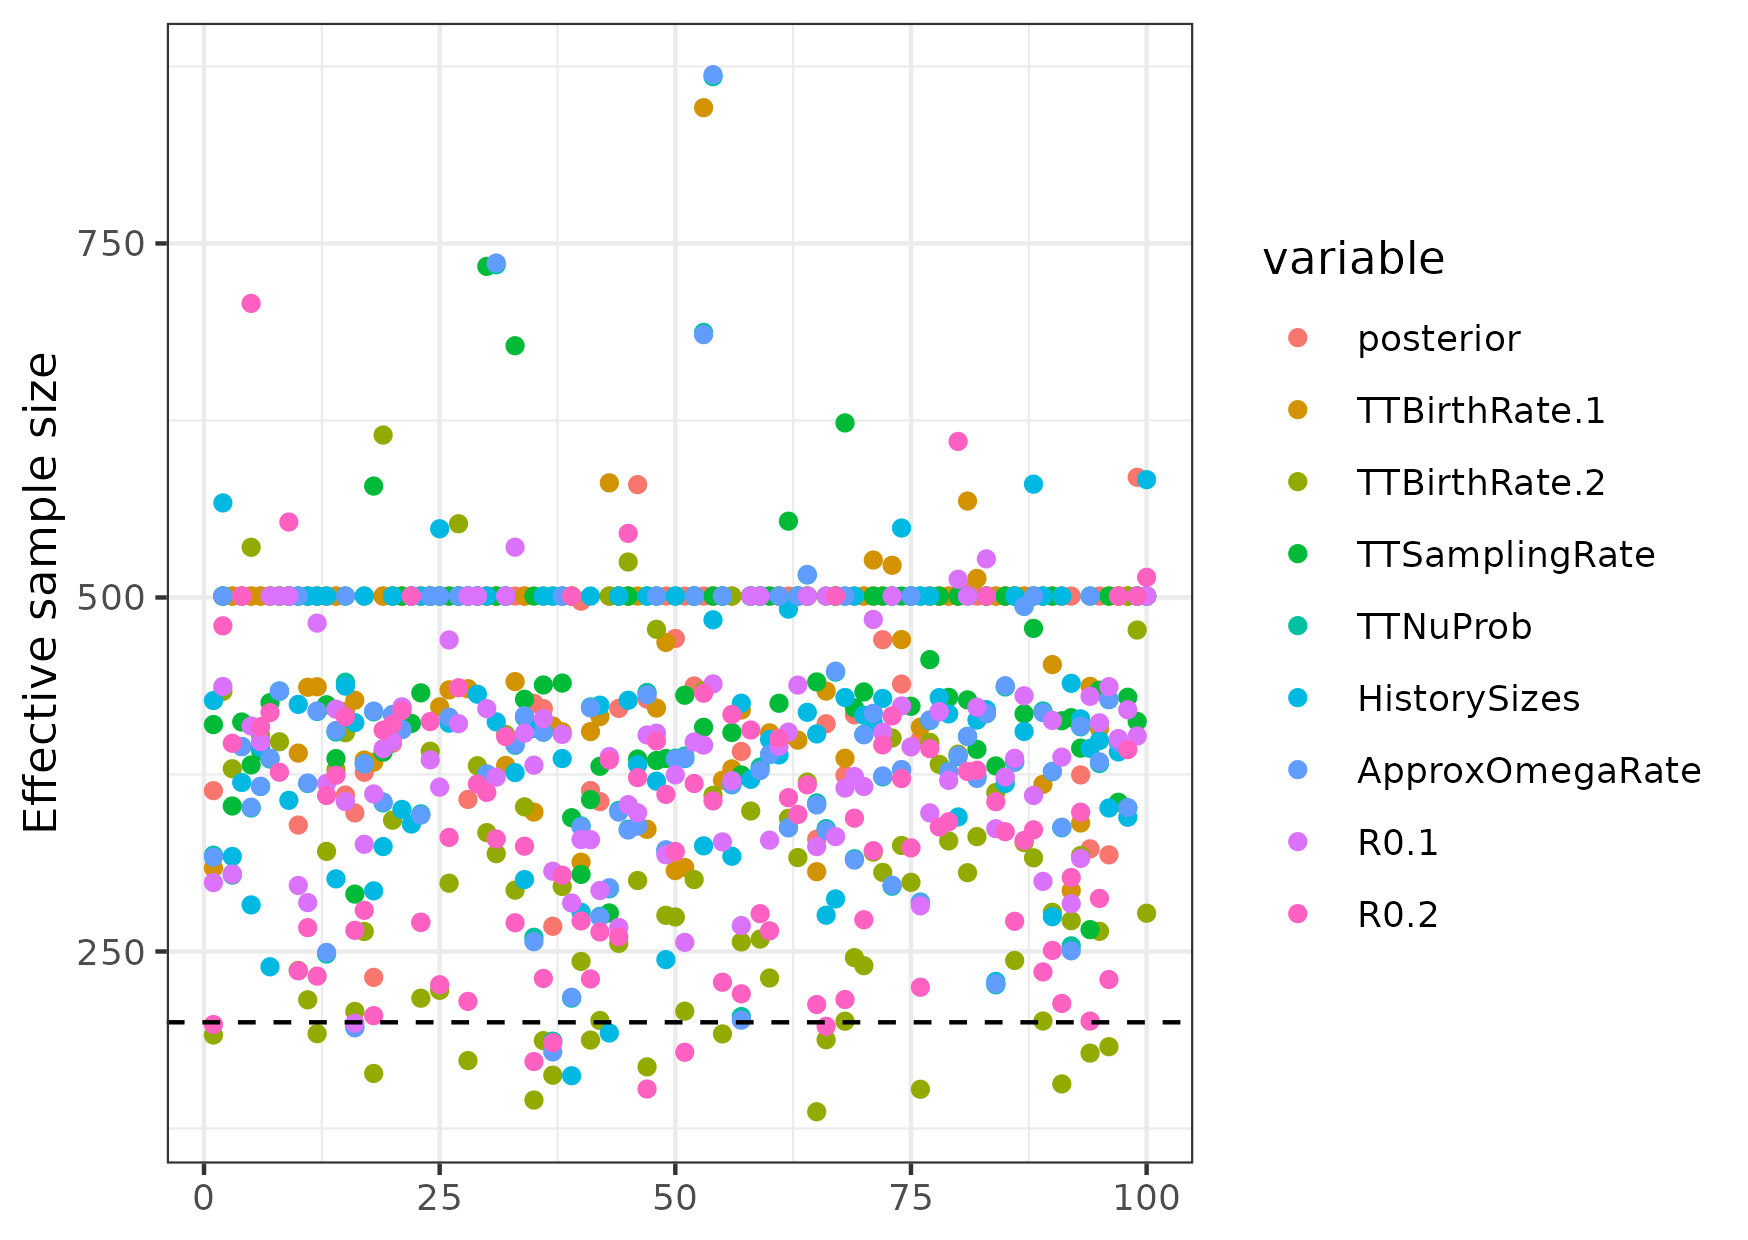 Effective sample size
750
500
250
0 25 50 75 100
variable
posterior
TTBirthRate.1
TTBirthRate.2
TTSamplingRate
TTNuProb
HistorySizes
ApproxOmegaRate
R0.1
R0.2